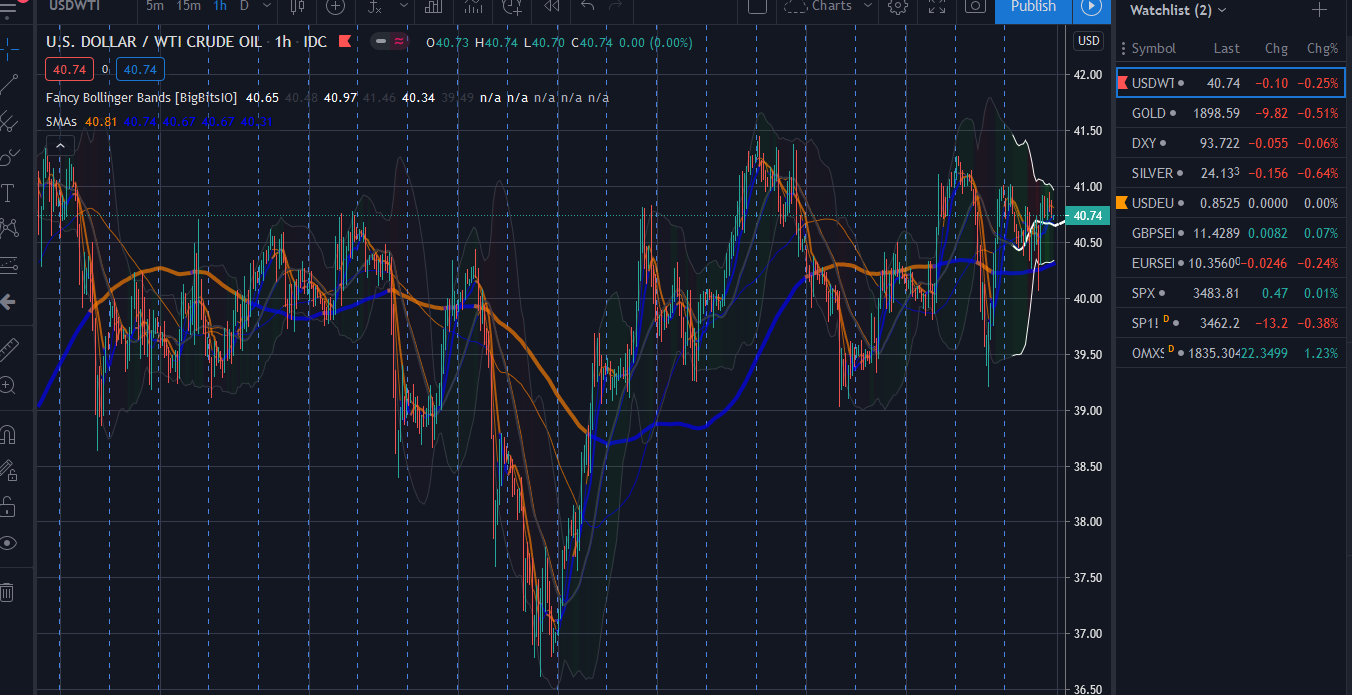 USDWTI 5m 15m 1h D Charts Publish
Watchlist (2)
U.S. DOLLAR / WTI CRUDE OIL · 1h · IDC O40.73 H40.74 L40.70 C40.74 0.00 (0.00%)
USD
40.74 0 40.74
Fancy Bollinger Bands [BigBitsIO] 40.65 40.48 40.97 41.46 40.34 39.49 n/a n/a n/a n/a n/a
SMAs 40.81 40.74 40.67 40.62
42.00
41.50
41.00
40.74
40.50
40.00
39.50
39.00
38.50
38.00
37.50
37.00
36.50
Symbol Last Chg Chg%
USDWT 40.74 −0.10 −0.25%
GOLD 1898.59 −9.82 −0.51%
DXY 93.722 −0.055 −0.06%
SILVER 24.133 −0.156 −0.64%
USDEU 0.8525 0.0000 0.00%
GBPSEI 11.4289 0.0082 0.07%
EURSEI 10.3560 −0.0246 −0.24%
SPX 3483.81 0.47 0.01%
SP1! D 3462.2 −13.2 −0.38%
OMXS D 1835.304 22.3499 1.23%